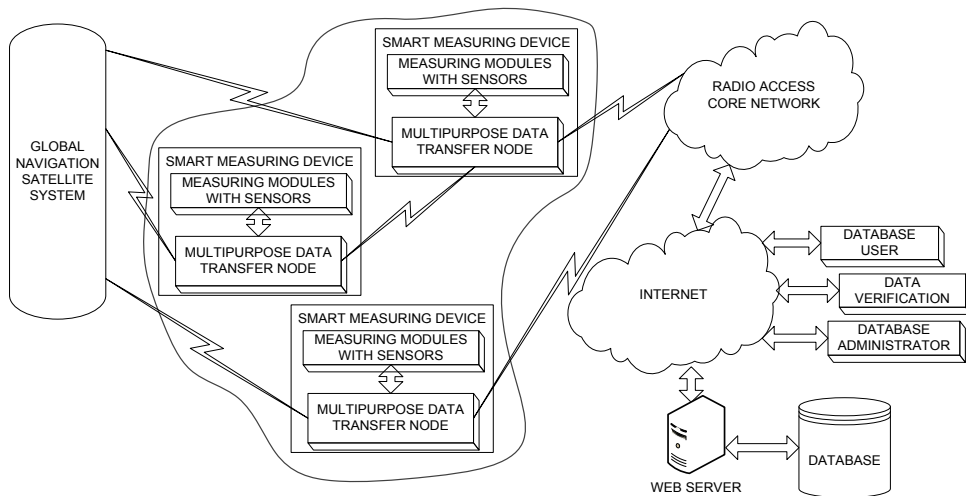 GLOBAL
NAVIGATION
SATELLITE
SYSTEM
SMART MEASURING DEVICE
MEASURING MODULES
WITH SENSORS
MULTIPURPOSE DATA
TRANSFER NODE
SMART MEASURING DEVICE
MEASURING MODULES
WITH SENSORS
MULTIPURPOSE DATA
TRANSFER NODE
SMART MEASURING DEVICE
MEASURING MODULES
WITH SENSORS
MULTIPURPOSE DATA
TRANSFER NODE
RADIO ACCESS
CORE NETWORK
INTERNET
DATABASE
USER
DATA
VERIFICATION
DATABASE
ADMINISTRATOR
WEB SERVER
DATABASE